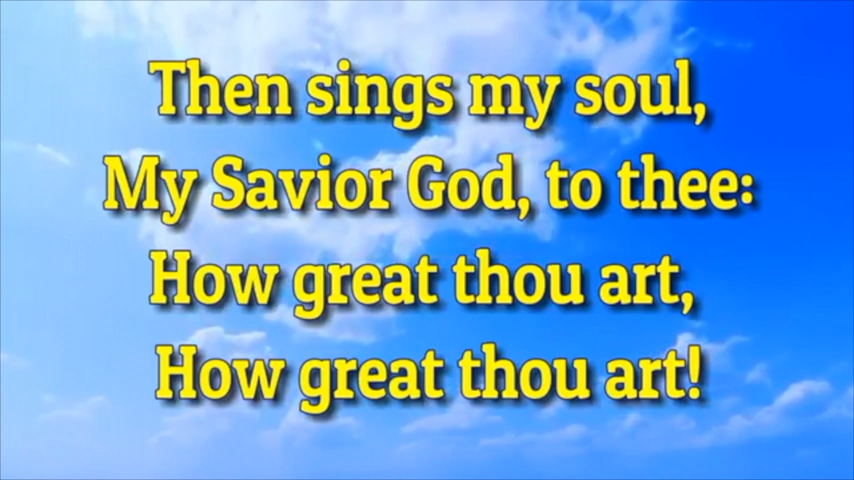 Then sings my soul,
My Savior God, to thee:
How great thou art,
How great thou art!